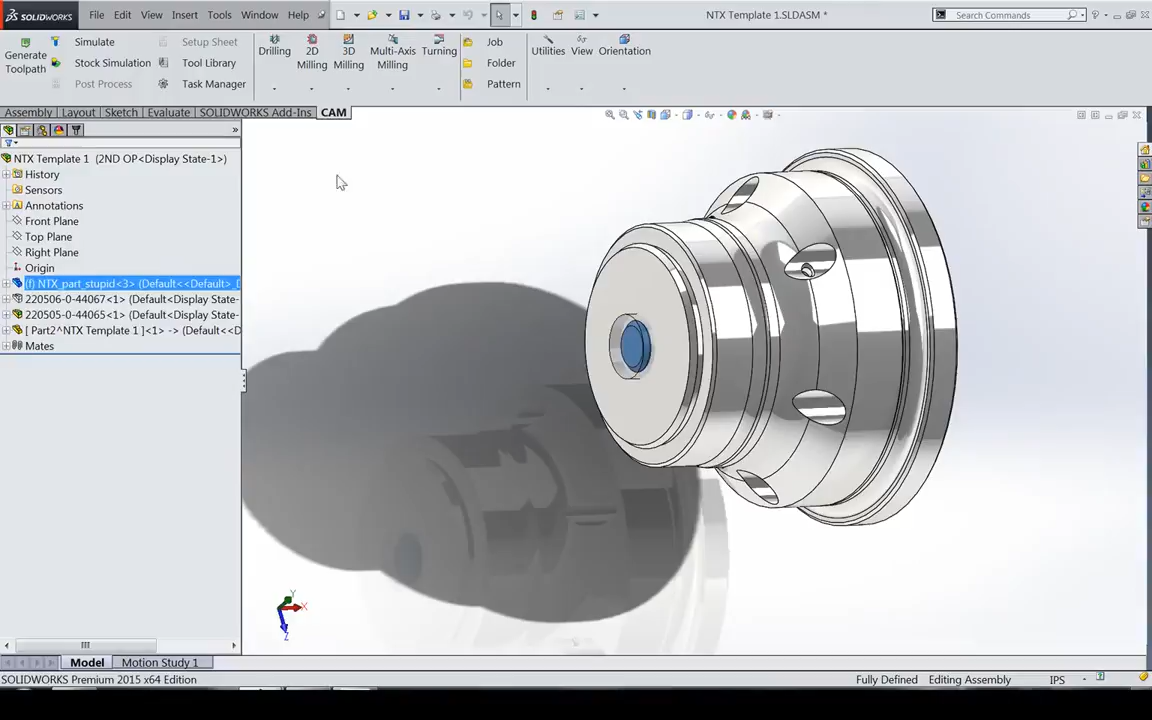 SOLIDWORKS File Edit View Insert Tools Window Help NTX Template 1.SLDASM * Search Commands
Generate Toolpath
Simulate
Stock Simulation
Post Process
Setup Sheet
Tool Library
Task Manager
Drilling
2D Milling
3D Milling
Multi-Axis Milling
Turning
Job
Folder
Pattern
Utilities
View
Orientation
Assembly Layout Sketch Evaluate SOLIDWORKS Add-Ins CAM
NTX Template 1 (2ND OP<Display State-1>)
History
Sensors
Annotations
Front Plane
Top Plane
Right Plane
Origin
(f) NTX_part_stupid<3> (Default<<Default>_
220506-0-44067<1> (Default<Display State-
220505-0-44065<1> (Default<Display State-
[ Part2^NTX Template 1 ]<1> -> (Default<<D
Mates
Y
X
Z
Model Motion Study 1
SOLIDWORKS Premium 2015 x64 Edition Fully Defined Editing Assembly IPS